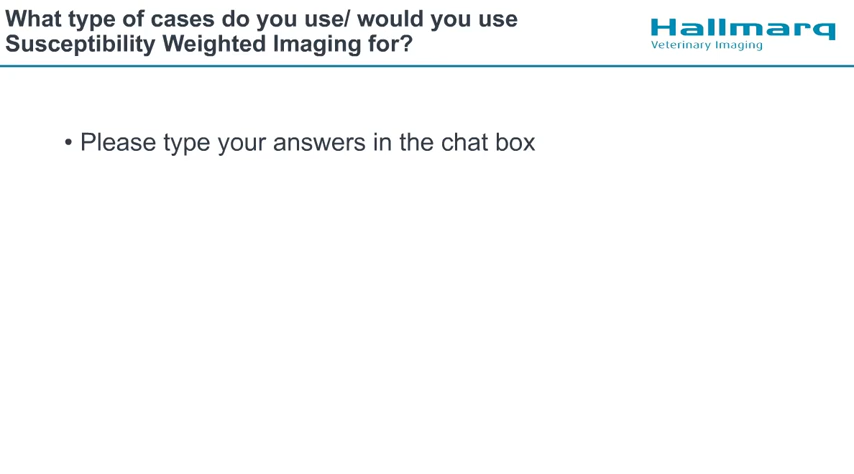 What type of cases do you use/ would you use
Susceptibility Weighted Imaging for?
Hallmarq
Veterinary Imaging
• Please type your answers in the chat box